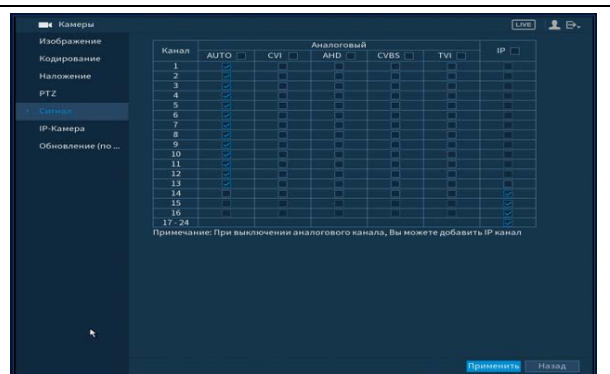 Камеры
LIVE
Изображение
Кодирование
Наложение
PTZ
Сигнал
IP-Камера
Обновление (по ...
Канал Аналоговый IP
AUTO CVI AHD CVBS TVI
1
2
3
4
5
6
7
8
9
10
11
12
13
14
15
16
17 - 24
Примечание: При выключении аналогового канала, Вы можете добавить IP канал
Применить Назад